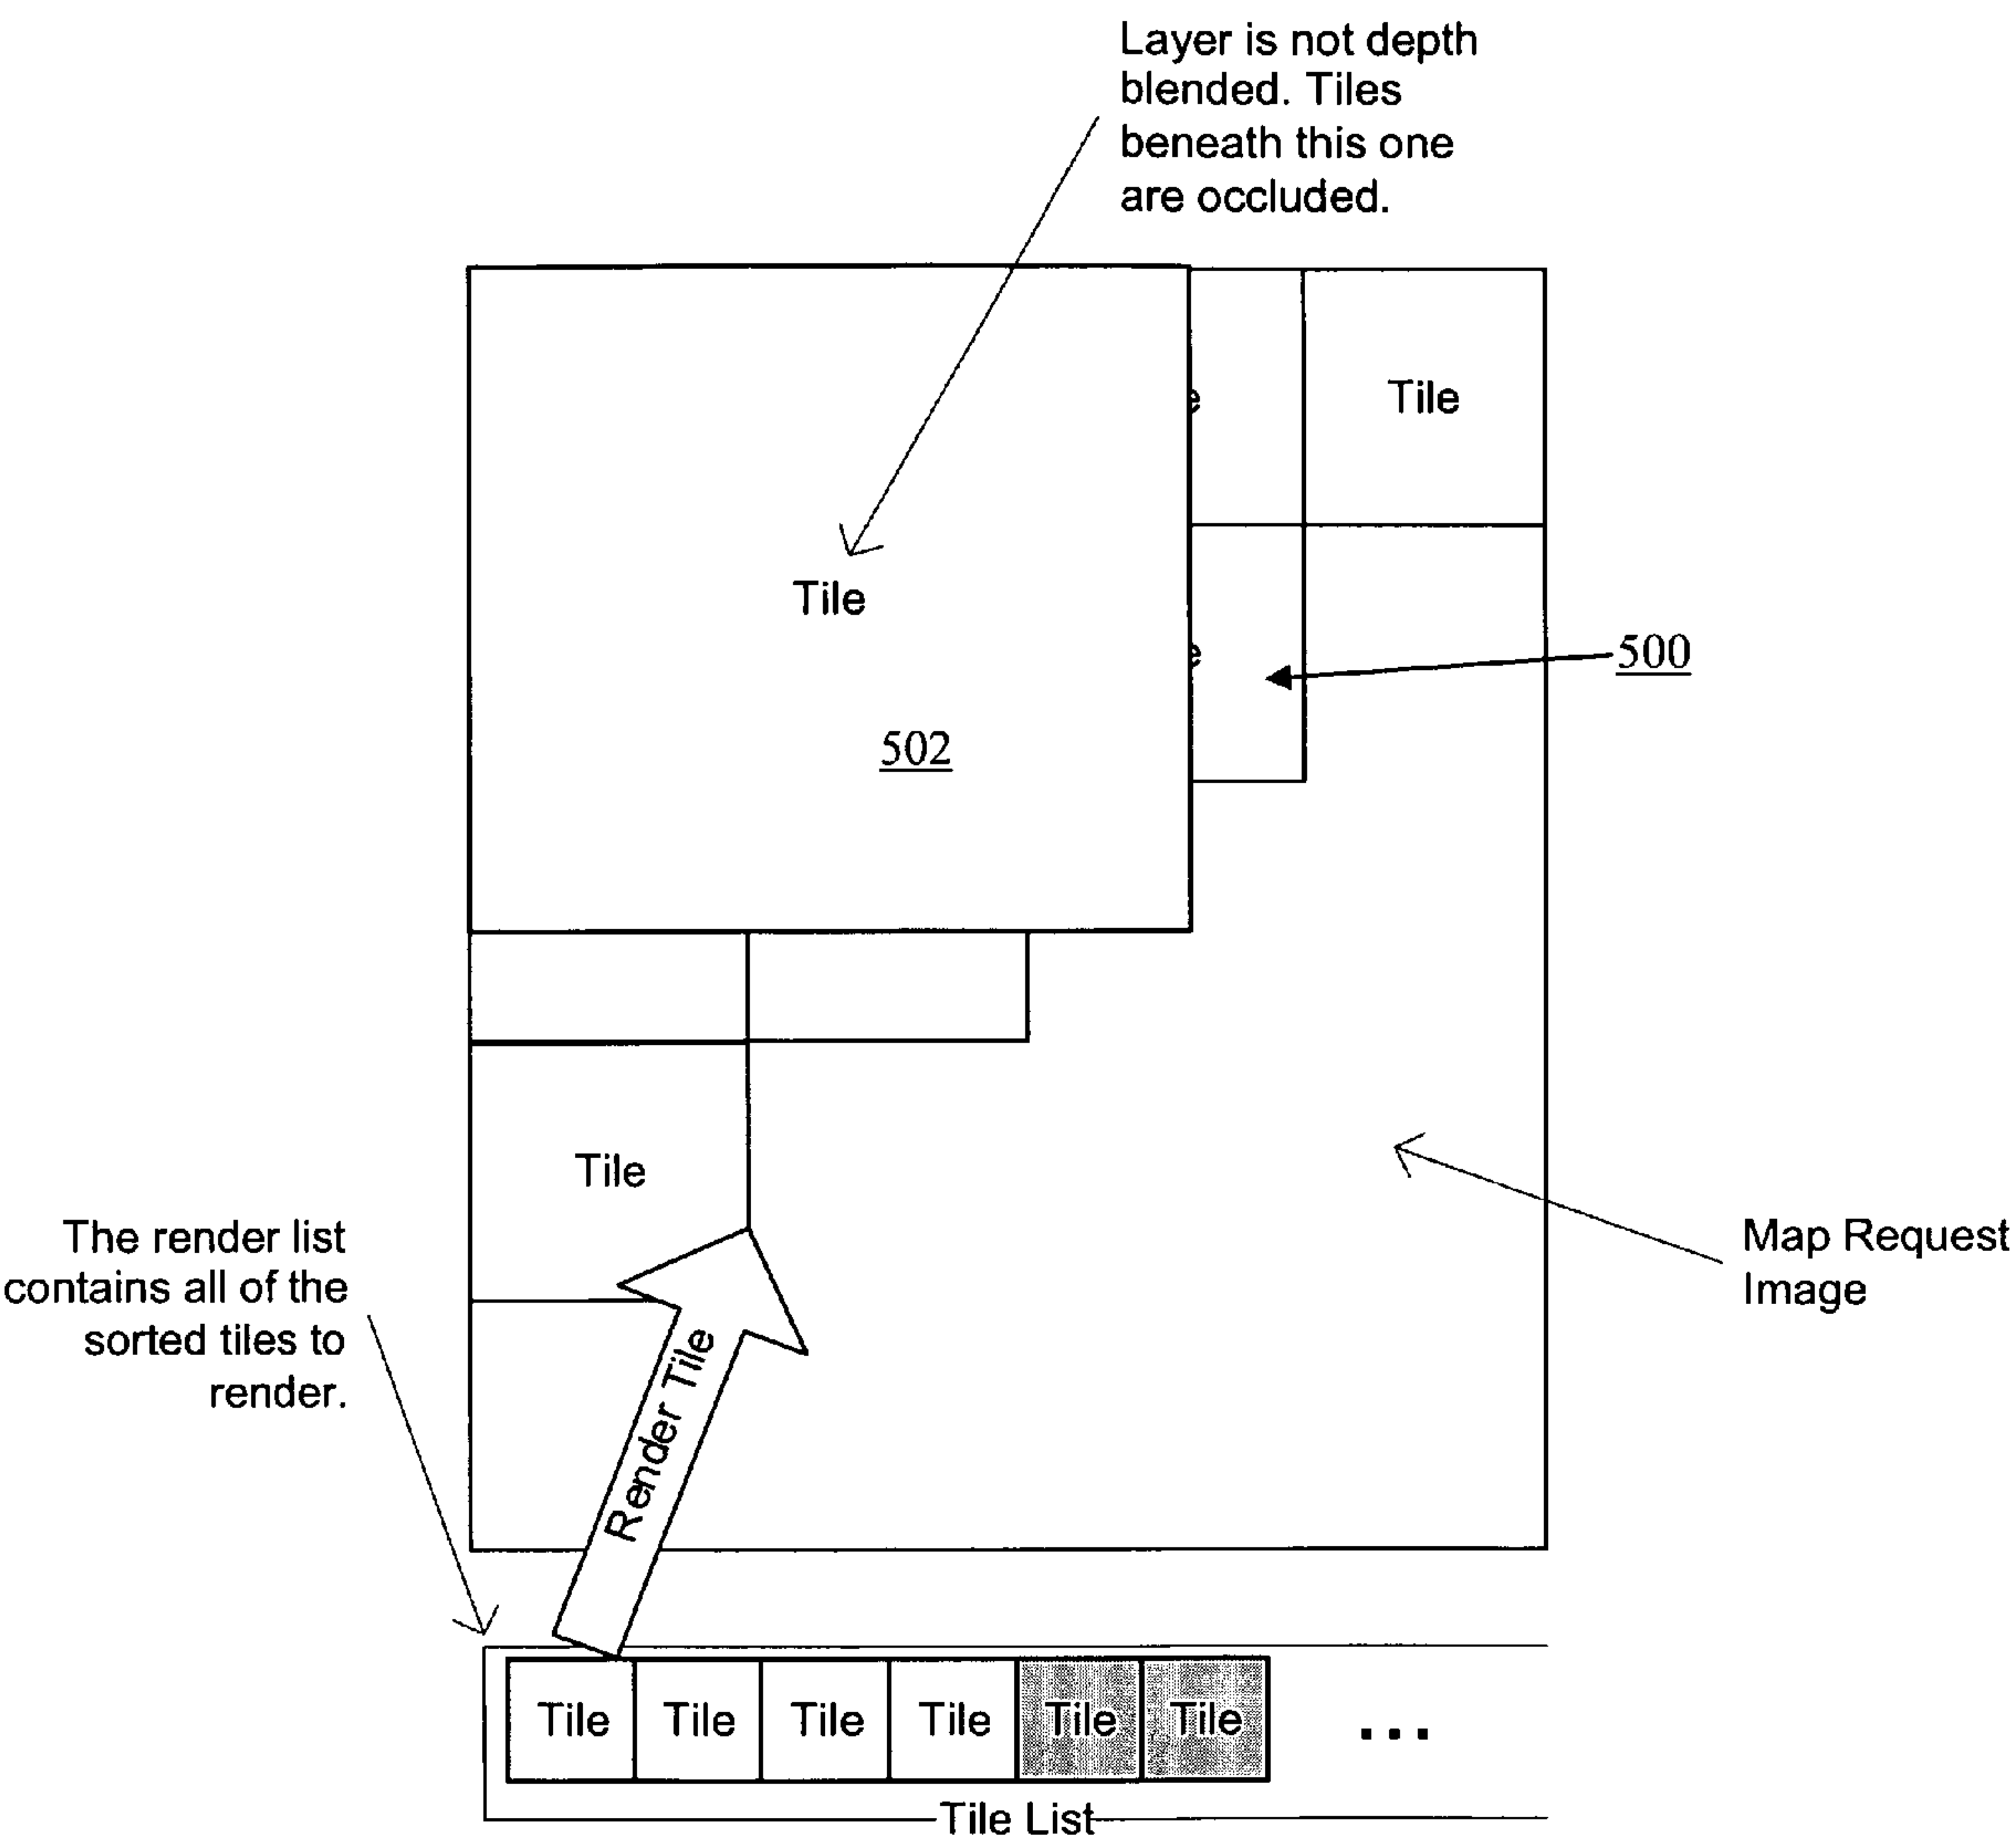 Layer is not depth
blended. Tiles
beneath this one
are occluded.
e
Tile
Tile
e
500
502
Tile
The render list
contains all of the
sorted tiles to
render.
Map Request
Image
Render Tile
Tile Tile Tile Tile Tile Tile ...
Tile List